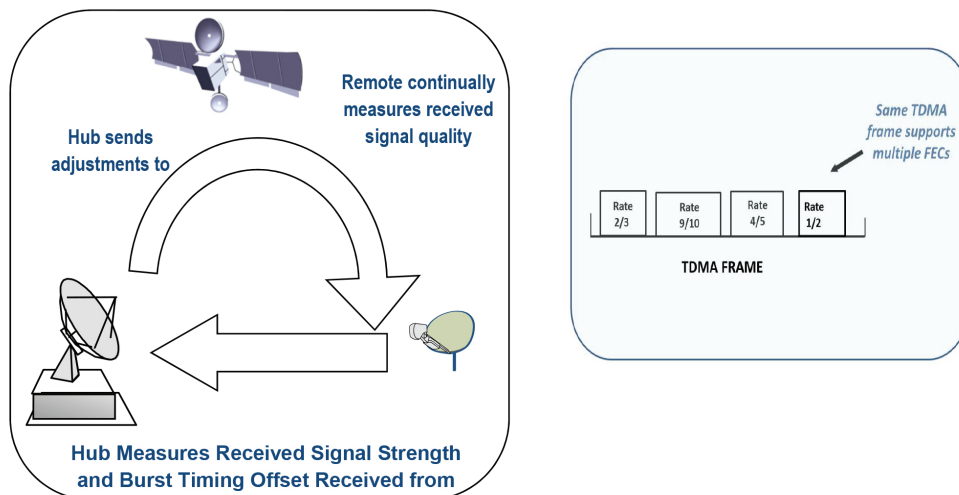 Remote continually
measures received
signal quality
Hub sends
adjustments to
Hub Measures Received Signal Strength
and Burst Timing Offset Received from
Same TDMA
frame supports
multiple FECs
Rate
2/3
Rate
9/10
Rate
4/5
Rate
1/2
TDMA FRAME